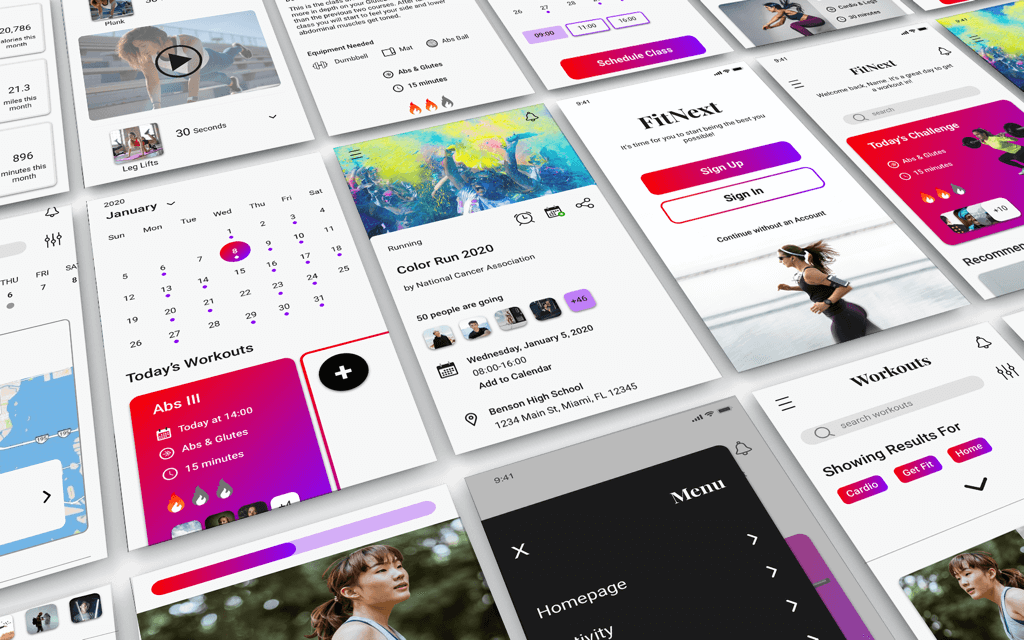 20,786
calories this
month
21.3
miles this
month
896
minutes this
month
Plank
30 Seconds
Leg Lifts
more in depth on your Glutes
than the previous two courses. After
class you will start to feel your side and lower
abdominal muscles get toned.
Equipment Needed
Dumbbell
Mat
Abs Ball
Abs & Glutes
15 minutes
09:00
11:00
16:00
Schedule Class
Cardio & Legs
30 minutes
THU FRI SAT
6 7 8
2020
January
Sun Mon Tue Wed Thu Fri Sat
1 2 3 4
5 6 7 8 9 10 11
12 13 14 15 16 17 18
19 20 21 22 23 24 25
26 27 28 29 30 31
Today's Workouts
Abs III
Today at 14:00
Abs & Glutes
15 minutes
+4
Running
Color Run 2020
by National Cancer Association
50 people are going
+46
Wednesday, January 5, 2020
08:00-16:00
Add to Calendar
Benson High School
1234 Main St, Miami, FL 12345
9:41
FitNext
It's time for you to start being the best you
possible!
Sign Up
Sign In
Continue without an Account
9:41
FitNext
Welcome back, Name. It's a great day to get
a workout in!
search
Today's Challenge
Abs & Glutes
15 minutes
+10
9:41
Menu
Homepage
Workouts
search workouts
Showing Results For
Cardio
Get Fit
Home